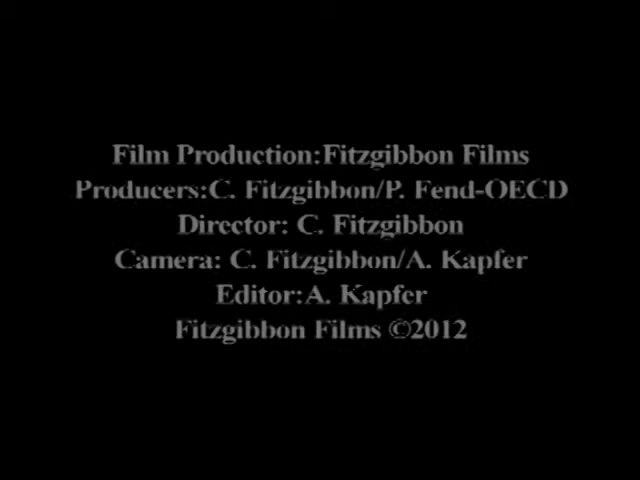 Film Production:Fitzgibbon Films
Producers:C. Fitzgibbon/P. Fend-OECD
Director: C. Fitzgibbon
Camera: C. Fitzgibbon/A. Kapfer
Editor:A. Kapfer
Fitzgibbon Films ©2012